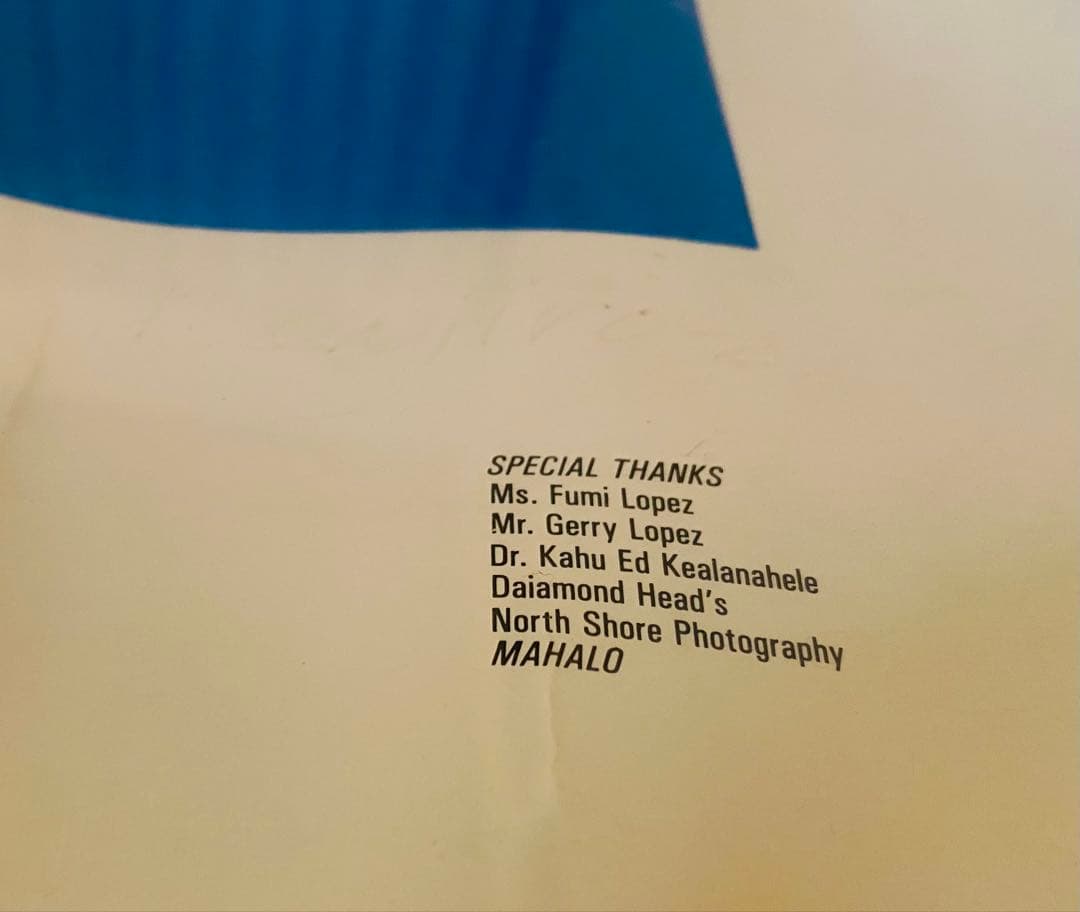 SPECIAL THANKS
Ms. Fumi Lopez
Mr. Gerry Lopez
Dr. Kahu Ed Kealanahele
Daiamond Head's
North Shore Photography
MAHALO